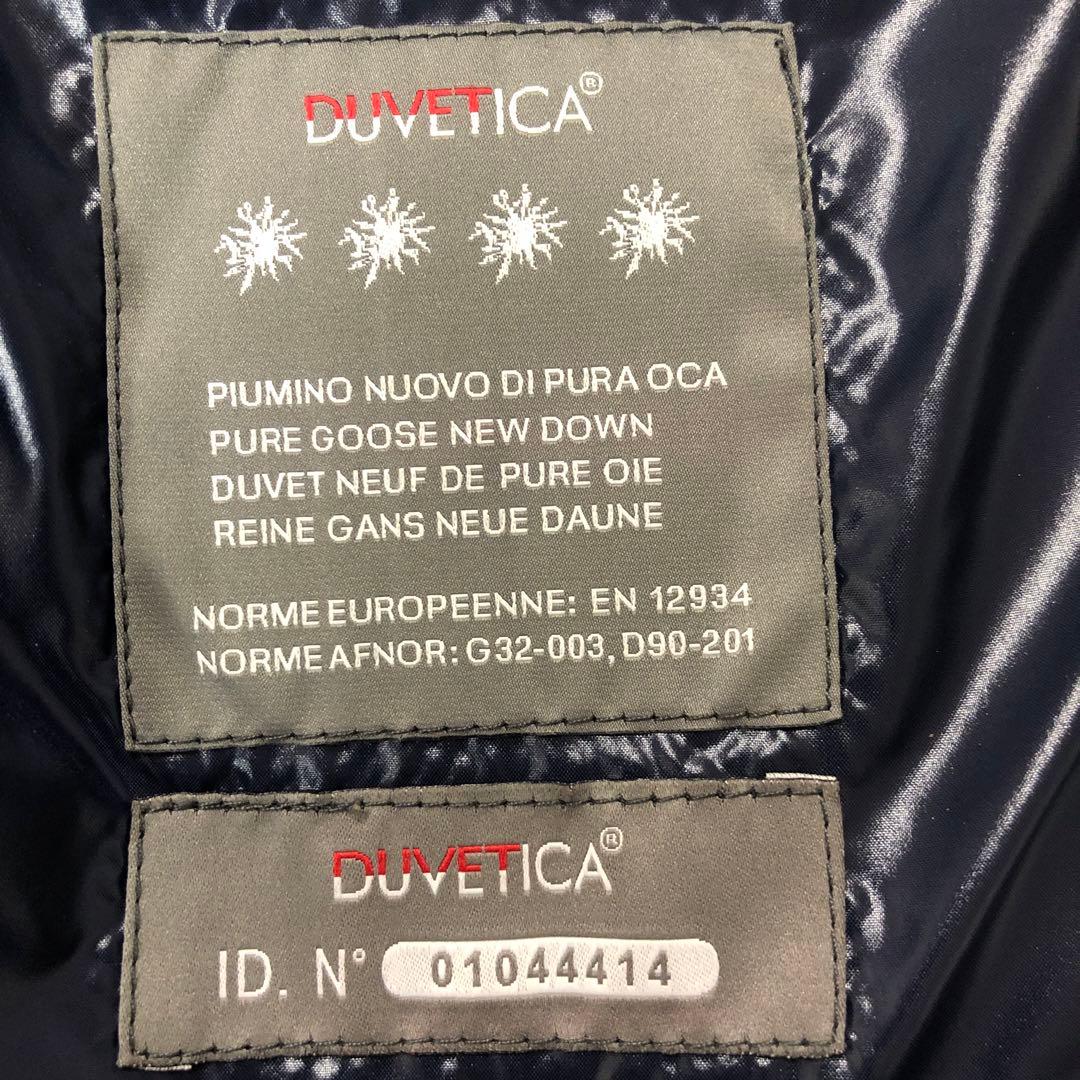 DUVETICA®
PIUMINO NUOVO DI PURA OCA
PURE GOOSE NEW DOWN
DUVET NEUF DE PURE OIE
REINE GANS NEUE DAUNE
NORME EUROPEENNE: EN 12934
NORME AFNOR: G32-003, D90-201
DUVETICA®
ID. N° 01044414